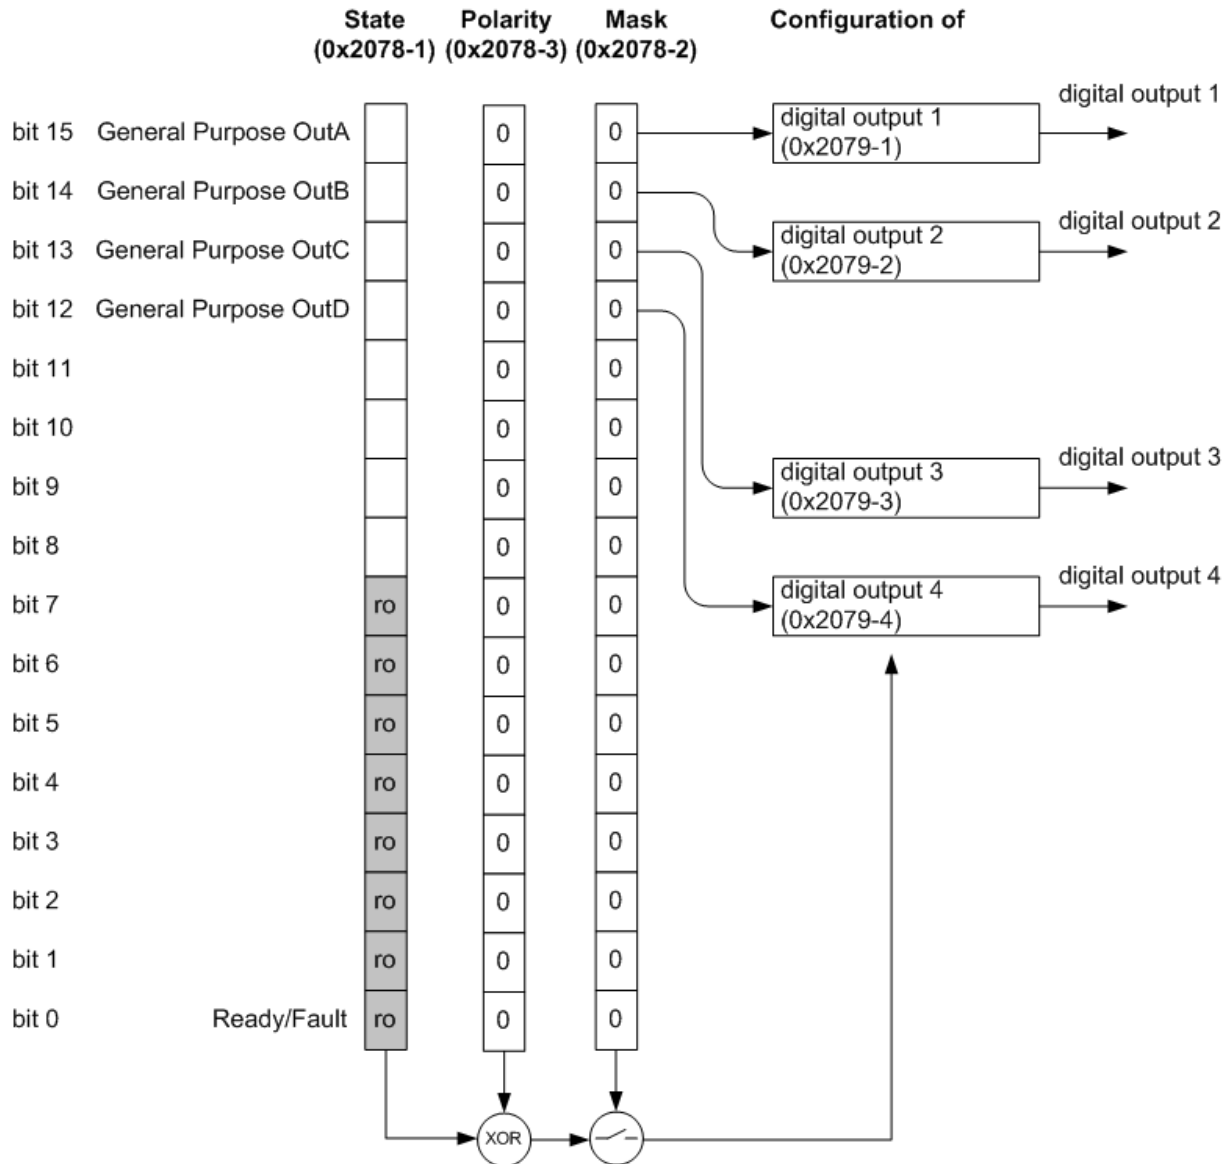 State Polarity Mask Configuration of
(0x2078-1) (0x2078-3) (0x2078-2)
digital output 1
bit 15 General Purpose OutA 0 0 digital output 1
(0x2079-1)
bit 14 General Purpose OutB 0 0 digital output 2
digital output 2
bit 13 General Purpose OutC 0 0 (0x2079-2)
bit 12 General Purpose OutD 0 0
bit 11 0 0
bit 10 0 0
digital output 3
bit 9 0 0 digital output 3
(0x2079-3)
bit 8 0 0
digital output 4
bit 7 ro 0 0 digital output 4
(0x2079-4)
bit 6 ro 0 0
bit 5 ro 0 0
bit 4 ro 0 0
bit 3 ro 0 0
bit 2 ro 0 0
bit 1 ro 0 0
bit 0 Ready/Fault ro 0 0
XOR